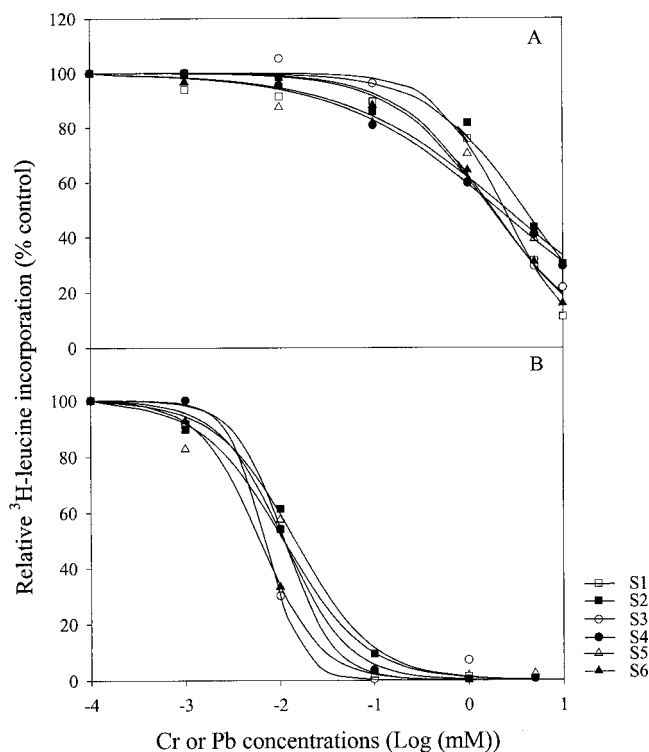 120
A
100
80
60
40
20
0
B
100
80
60
40
20
0
-4 -3 -2 -1 0 1
Relative ³H-leucine incorporation (% control)
Cr or Pb concentrations (Log (mM))
S1
S2
S3
S4
S5
S6